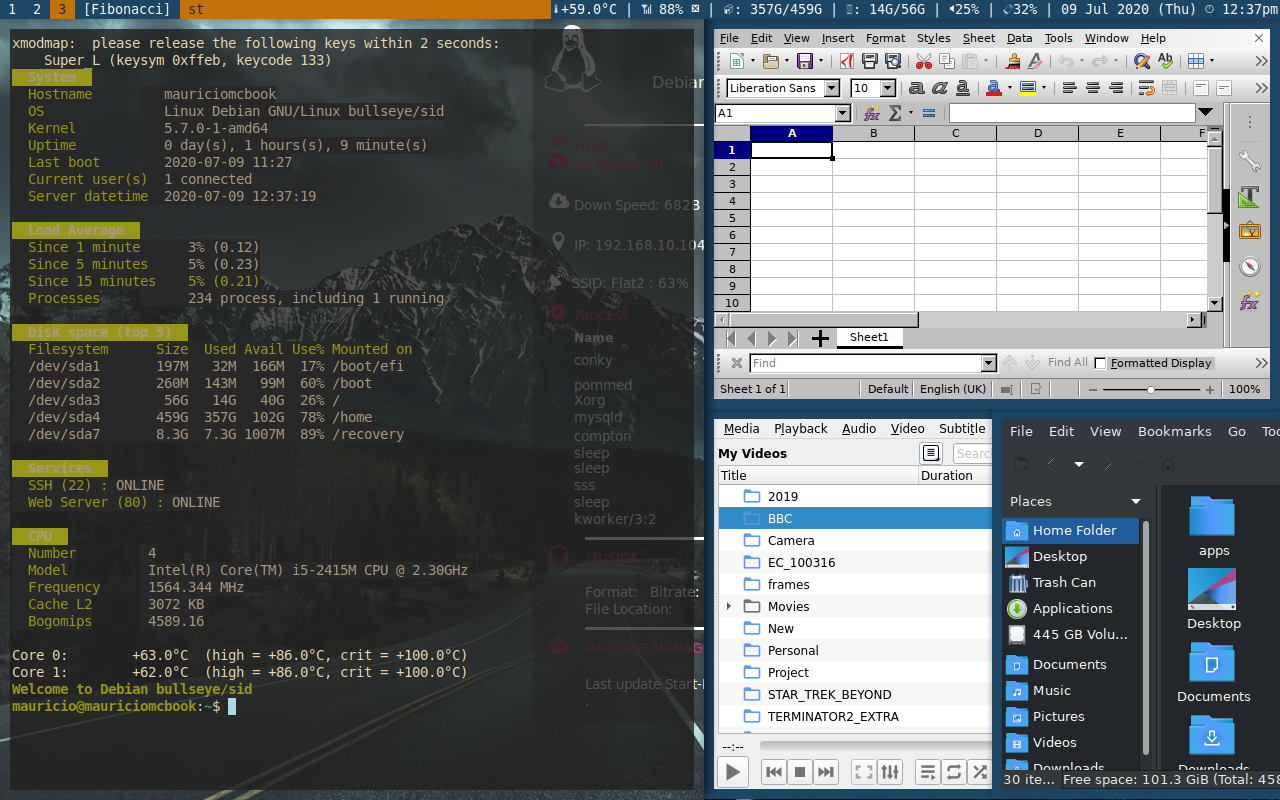 1 2 3 [Fibonacci] st +59.0°C | 88% | : 357G/459G | : 14G/56G | 25% | 32% | 09 Jul 2020 (Thu) 12:37pm
xmodmap: please release the following keys within 2 seconds:
Super L (keysym 0xffeb, keycode 133)
System
Hostname mauriciomcbook
OS Linux Debian GNU/Linux bullseye/sid
Kernel 5.7.0-1-amd64
Uptime 0 day(s), 1 hours(s), 9 minute(s)
Last boot 2020-07-09 11:27
Current user(s) 1 connected
Server datetime 2020-07-09 12:37:19
Load Average
Since 1 minute 3% (0.12)
Since 5 minutes 5% (0.23)
Since 15 minutes 5% (0.21)
Processes 234 process, including 1 running
Disk space (top 5)
Filesystem Size Used Avail Use% Mounted on
/dev/sda1 197M 32M 166M 17% /boot/efi
/dev/sda2 260M 143M 99M 60% /boot
/dev/sda3 56G 14G 40G 26% /
/dev/sda4 459G 357G 102G 78% /home
/dev/sda7 8.3G 7.3G 1007M 89% /recovery
Services
SSH (22) : ONLINE
Web Server (80) : ONLINE
CPU
Number 4
Model Intel(R) Core(TM) i5-2415M CPU @ 2.30GHz
Frequency 1564.344 MHz
Cache L2 3072 KB
Bogomips 4589.16
Core 0: +63.0°C (high = +86.0°C, crit = +100.0°C)
Core 1: +62.0°C (high = +86.0°C, crit = +100.0°C)
Welcome to Debian bullseye/sid
mauricio@mauriciomcbook:~$
Debian
WLAN
Down Speed: 6828
IP: 192.168.10.104
SSID: Flat2 : 63%
PROCESS
Name
conky
pommed
Xorg
mysqld
compton
sleep
sleep
sss
sleep
kworker/3:2
MUSICA
Format: Bitrate:
File Location:
PACKAGE MANAG
Last update Start-
.
File Edit View Insert Format Styles Sheet Data Tools Window Help
Liberation Sans 10
A1
A B C D E F
1
2
3
4
5
6
7
8
9
10
Sheet1
Find Find All Formatted Display
Sheet 1 of 1 Default English (UK) 100%
Media Playback Audio Video Subtitle
My Videos Searc
Title Duration
2019
BBC
Camera
EC_100316
frames
Movies
New
Personal
Project
STAR_TREK_BEYOND
TERMINATOR2_EXTRA
--:--
File Edit View Bookmarks Go Too
Places
Home Folder
Desktop
Trash Can
Applications
445 GB Volu...
Documents
Music
Pictures
Videos
Downloads
apps
Desktop
Documents
Downloads
30 ite... Free space: 101.3 GiB (Total: 458